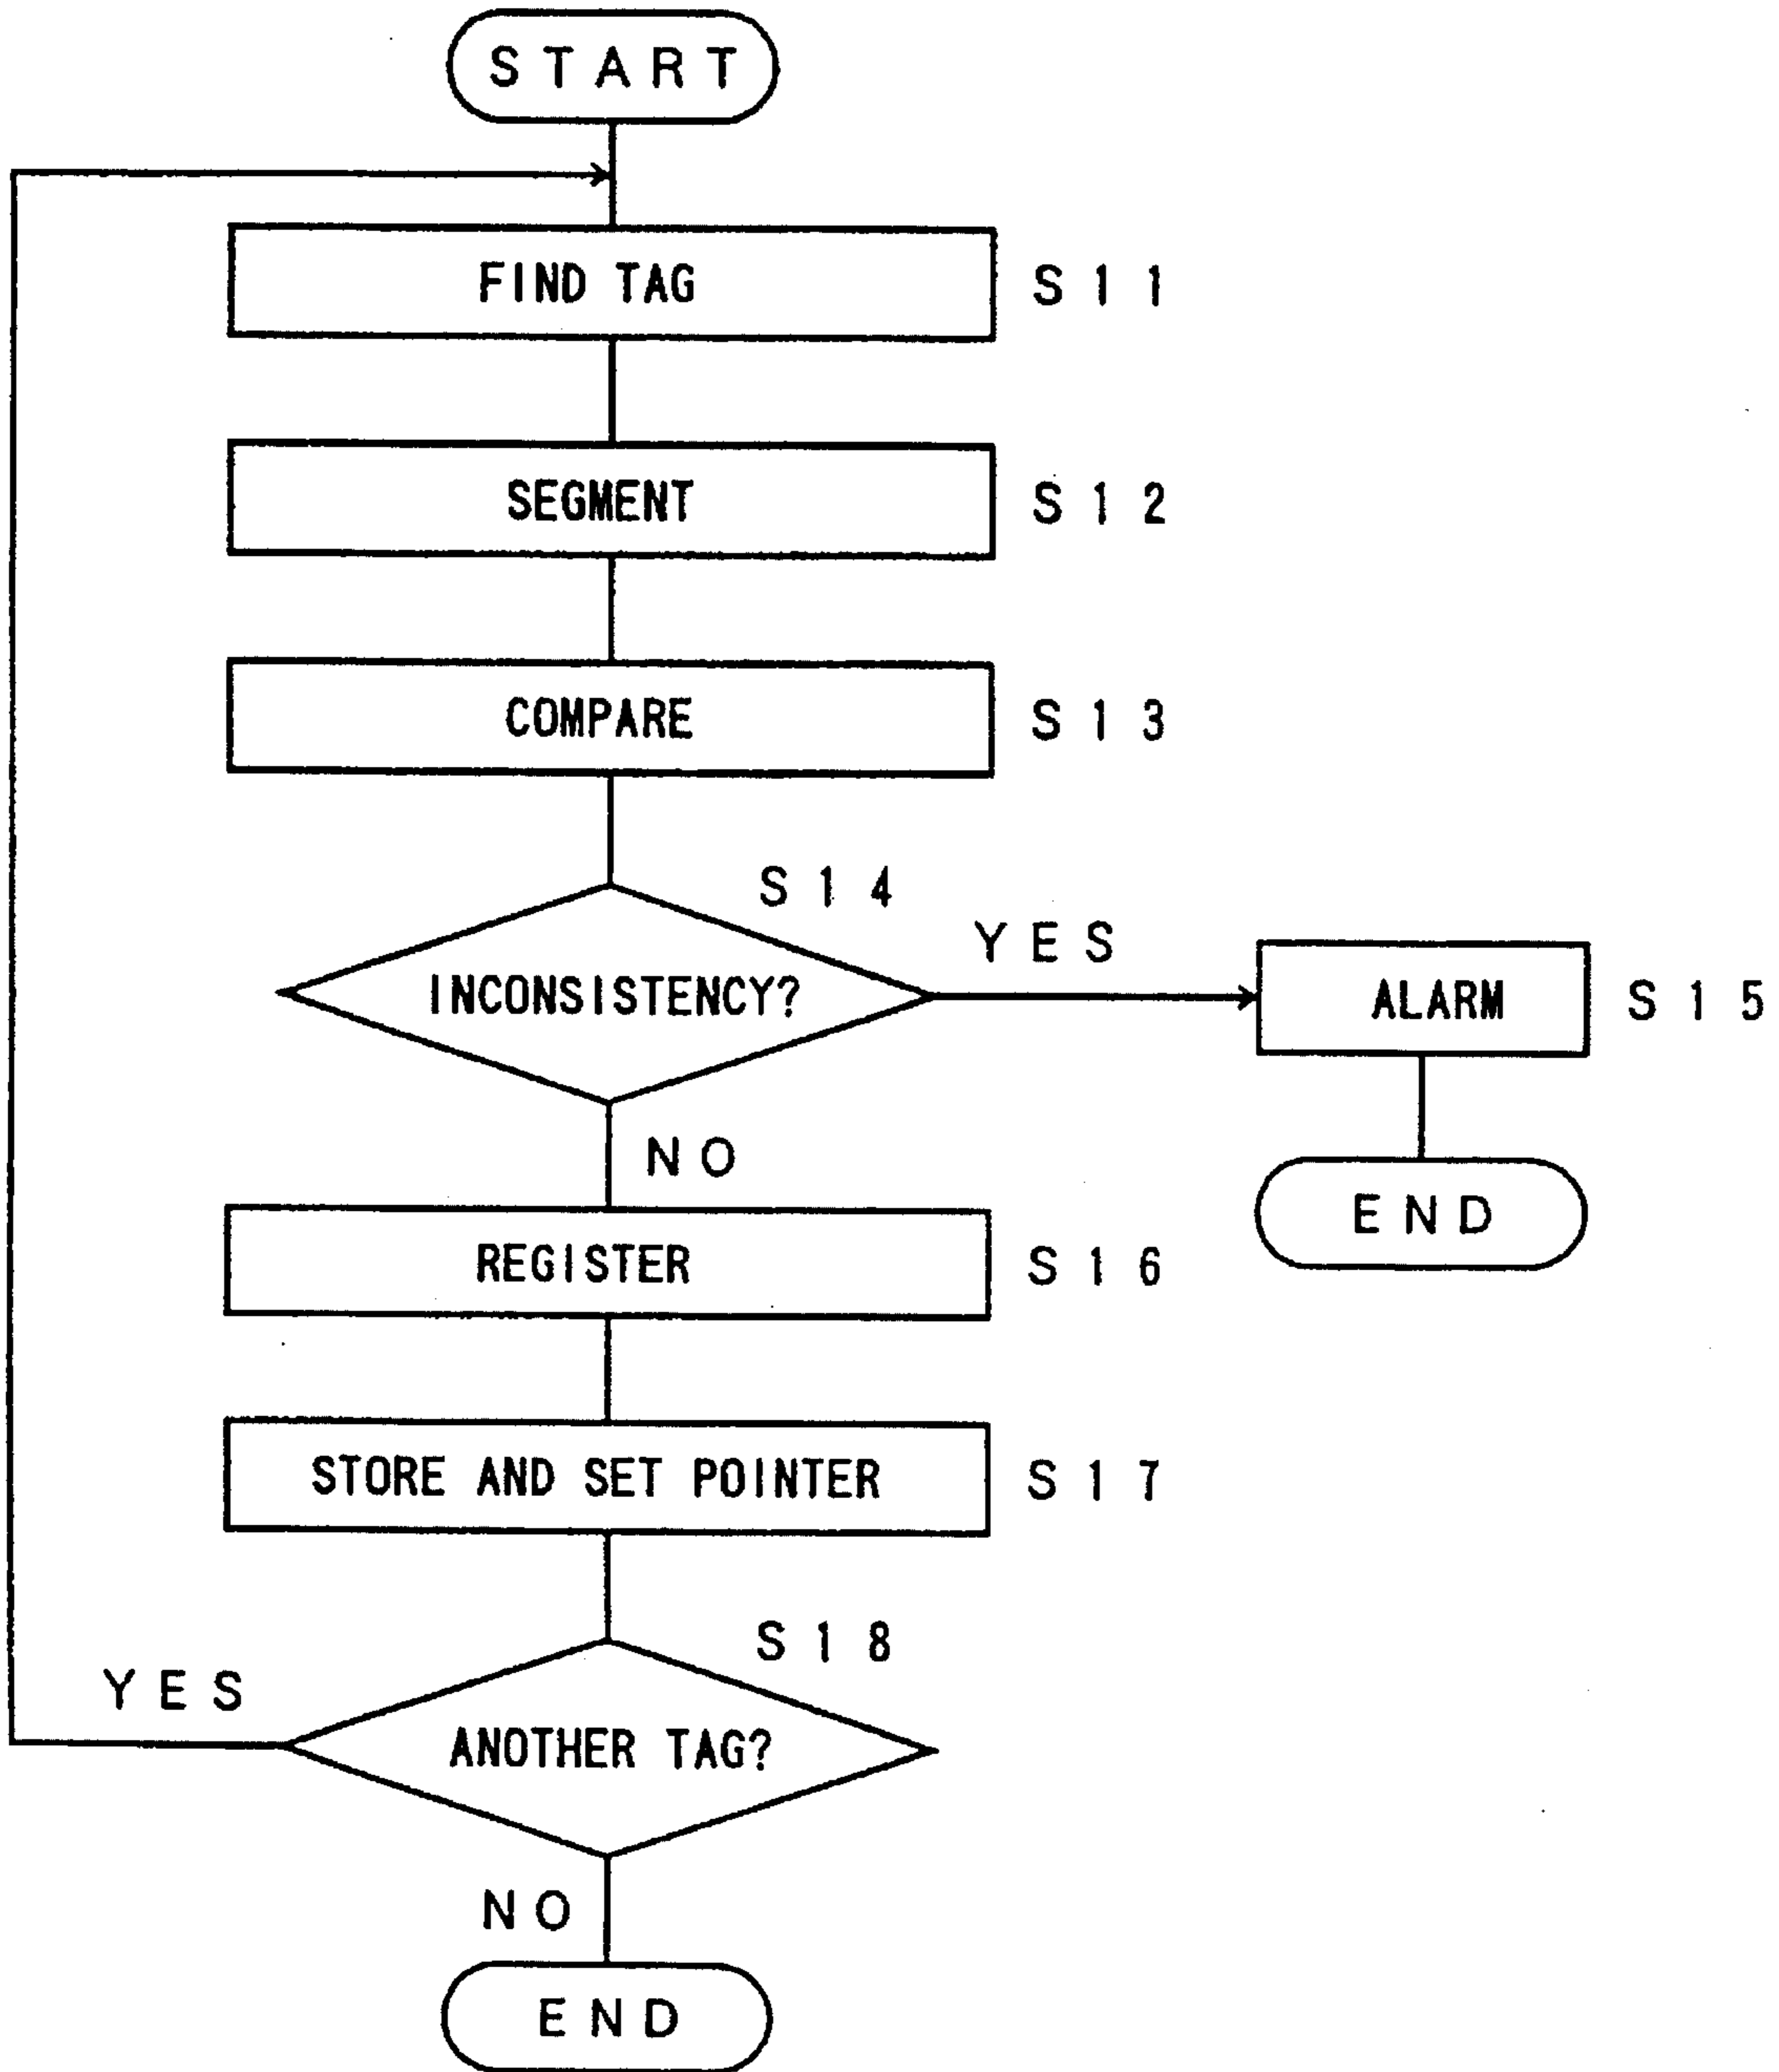 START
FIND TAG
S11
SEGMENT
S12
COMPARE
S13
S14
INCONSISTENCY?
YES
ALARM
S15
END
NO
REGISTER
S16
STORE AND SET POINTER
S17
S18
YES
ANOTHER TAG?
NO
END